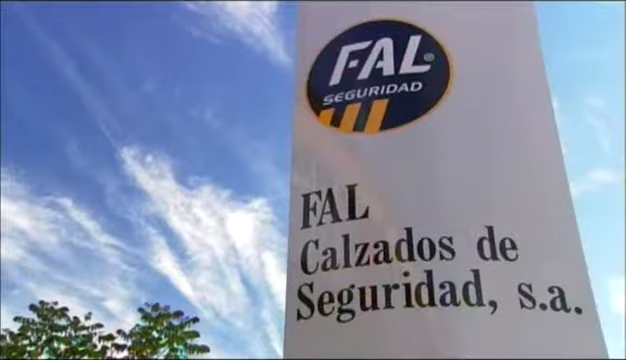 FAL®
SEGURIDAD
FAL
Calzados de
Seguridad, s.a.